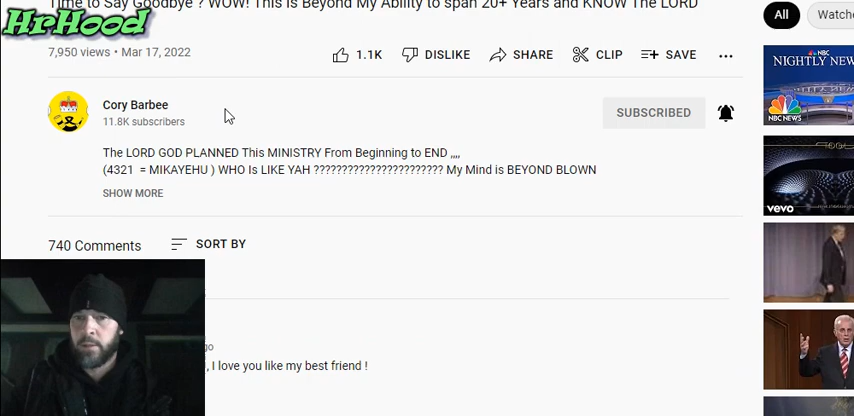 Time to Say Goodbye ? WOW! This is Beyond My Ability to span 20+ Years and KNOW The LORD
HrHood
7,950 views • Mar 17, 2022
1.1K DISLIKE SHARE CLIP SAVE ...
Cory Barbee
11.8K subscribers
SUBSCRIBED
The LORD GOD PLANNED This MINISTRY From Beginning to END ,,,,
(4321 = MIKAYEHU ) WHO Is LIKE YAH ???????????????????????? My Mind is BEYOND BLOWN
SHOW MORE
740 Comments SORT BY
go
, I love you like my best friend !
All Watche
NBC
NIGHTLY NEW
NBC NEWS
vevo